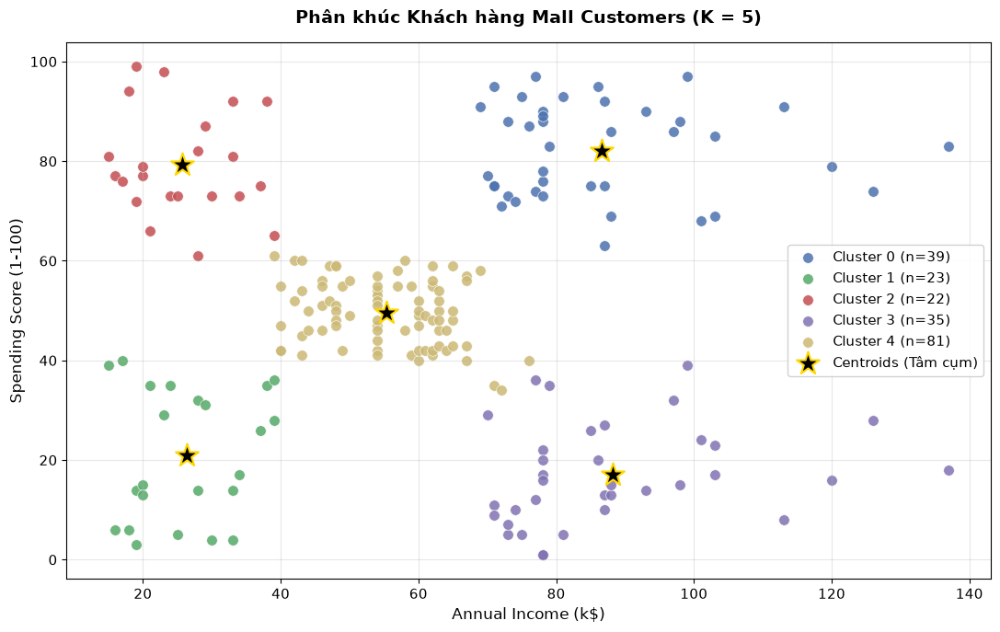 Phân khúc Khách hàng Mall Customers (K = 5)
Spending Score (1-100)
100
80
60
40
20
0
20
40
60
80
100
120
140
Annual Income (k$)
Cluster 0 (n=39)
Cluster 1 (n=23)
Cluster 2 (n=22)
Cluster 3 (n=35)
Cluster 4 (n=81)
Centroids (Tâm cụm)